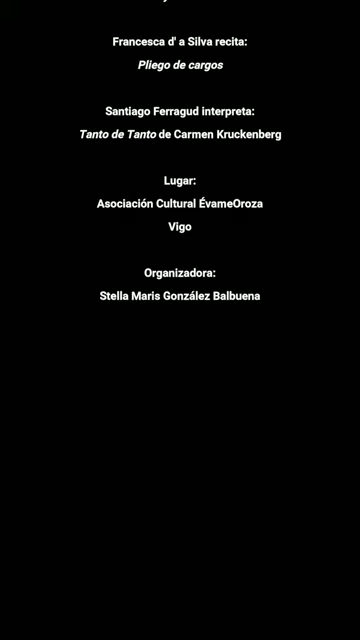 Francesca d' a Silva recita:
Pliego de cargos
Santiago Ferragud interpreta:
Tanto de Tanto de Carmen Kruckenberg
Lugar:
Asociación Cultural ÉvameOroza
Vigo
Organizadora:
Stella Maris González Balbuena